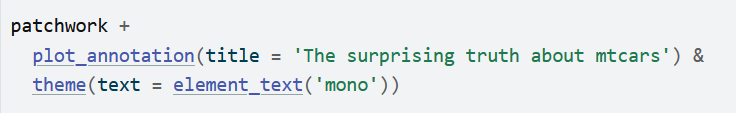 patchwork +
  plot_annotation(title = 'The surprising truth about mtcars') &
  theme(text = element_text('mono'))